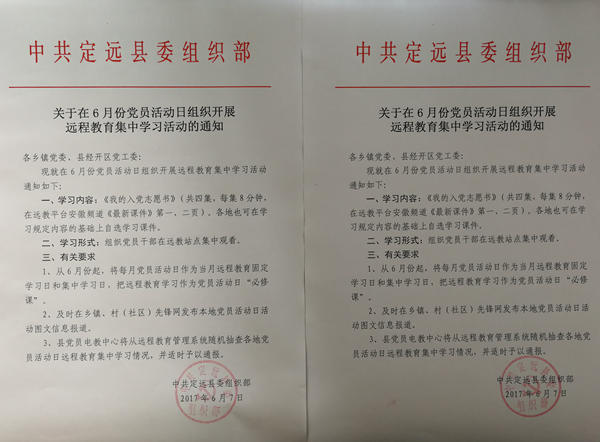 中共定远县委组织部
关于在6月份党员活动日组织开展
远程教育集中学习活动的通知
各乡镇党委、县经开区党工委：
现就在6月份党员活动日组织开展远程教育集中学习活动
通知如下：
一、学习内容：《我的入党志愿书》（共四集，每集8分钟，
在远教平台安徽频道《最新课件》第一、二页）。各地也可在学
习规定内容的基础上自选学习课件。
二、学习形式：组织党员干部在远教站点集中观看。
三、有关要求
1、从6月份起，将每月党员活动日作为当月远程教育固定
学习日和集中学习日，把远程教育学习作为党员活动日“必修
课”。
2、及时在乡镇、村（社区）先锋网发布本地党员活动日活
动图文信息报道。
3、县党员电教中心将从远程教育管理系统随机抽查各地党
员活动日远程教育集中学习情况，并适时予以通报。
中共定远县委组织部
2017年6月7日
中共定远县委
组织部
中共定远县委组织部
关于在6月份党员活动日组织开展
远程教育集中学习活动的通知
各乡镇党委、县经开区党工委：
现就在6月份党员活动日组织开展远程教育集中学习活动
通知如下：
一、学习内容：《我的入党志愿书》（共四集，每集8分钟，
在远教平台安徽频道《最新课件》第一、二页）。各地也可在学
习规定内容的基础上自选学习课件。
二、学习形式：组织党员干部在远教站点集中观看。
三、有关要求
1、从6月份起，将每月党员活动日作为当月远程教育固定
学习日和集中学习日，把远程教育学习作为党员活动日“必修
课”。
2、及时在乡镇、村（社区）先锋网发布本地党员活动日活
动图文信息报道。
3、县党员电教中心将从远程教育管理系统随机抽查各地党
员活动日远程教育集中学习情况，并适时予以通报。
中共定远县委组织部
2017年6月7日
中共定远县委
组织部